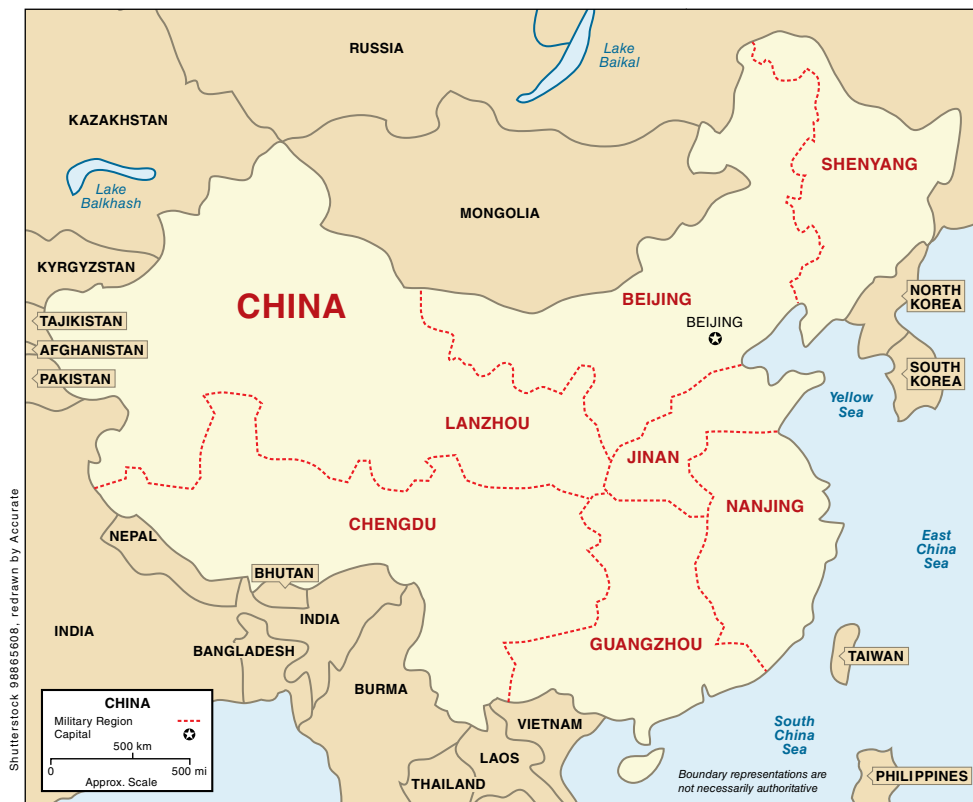 RUSSIA
Lake
Baikal
KAZAKHSTAN
SHENYANG
Lake
Balkhash
MONGOLIA
KYRGYZSTAN
CHINA
BEIJING
NORTH
KOREA
BEIJING
TAJIKISTAN
AFGHANISTAN
PAKISTAN
SOUTH
KOREA
Yellow
Sea
LANZHOU
JINAN
NANJING
CHENGDU
NEPAL
East
China
Sea
BHUTAN
INDIA
INDIA
BANGLADESH
GUANGZHOU
TAIWAN
BURMA
VIETNAM
South
China
Sea
LAOS
THAILAND
PHILIPPINES
Boundary representations are
not necessarily authoritative
CHINA
Military Region
Capital
500 km
0 500 mi
Approx. Scale
Shutterstock 98865608, redrawn by Accurate